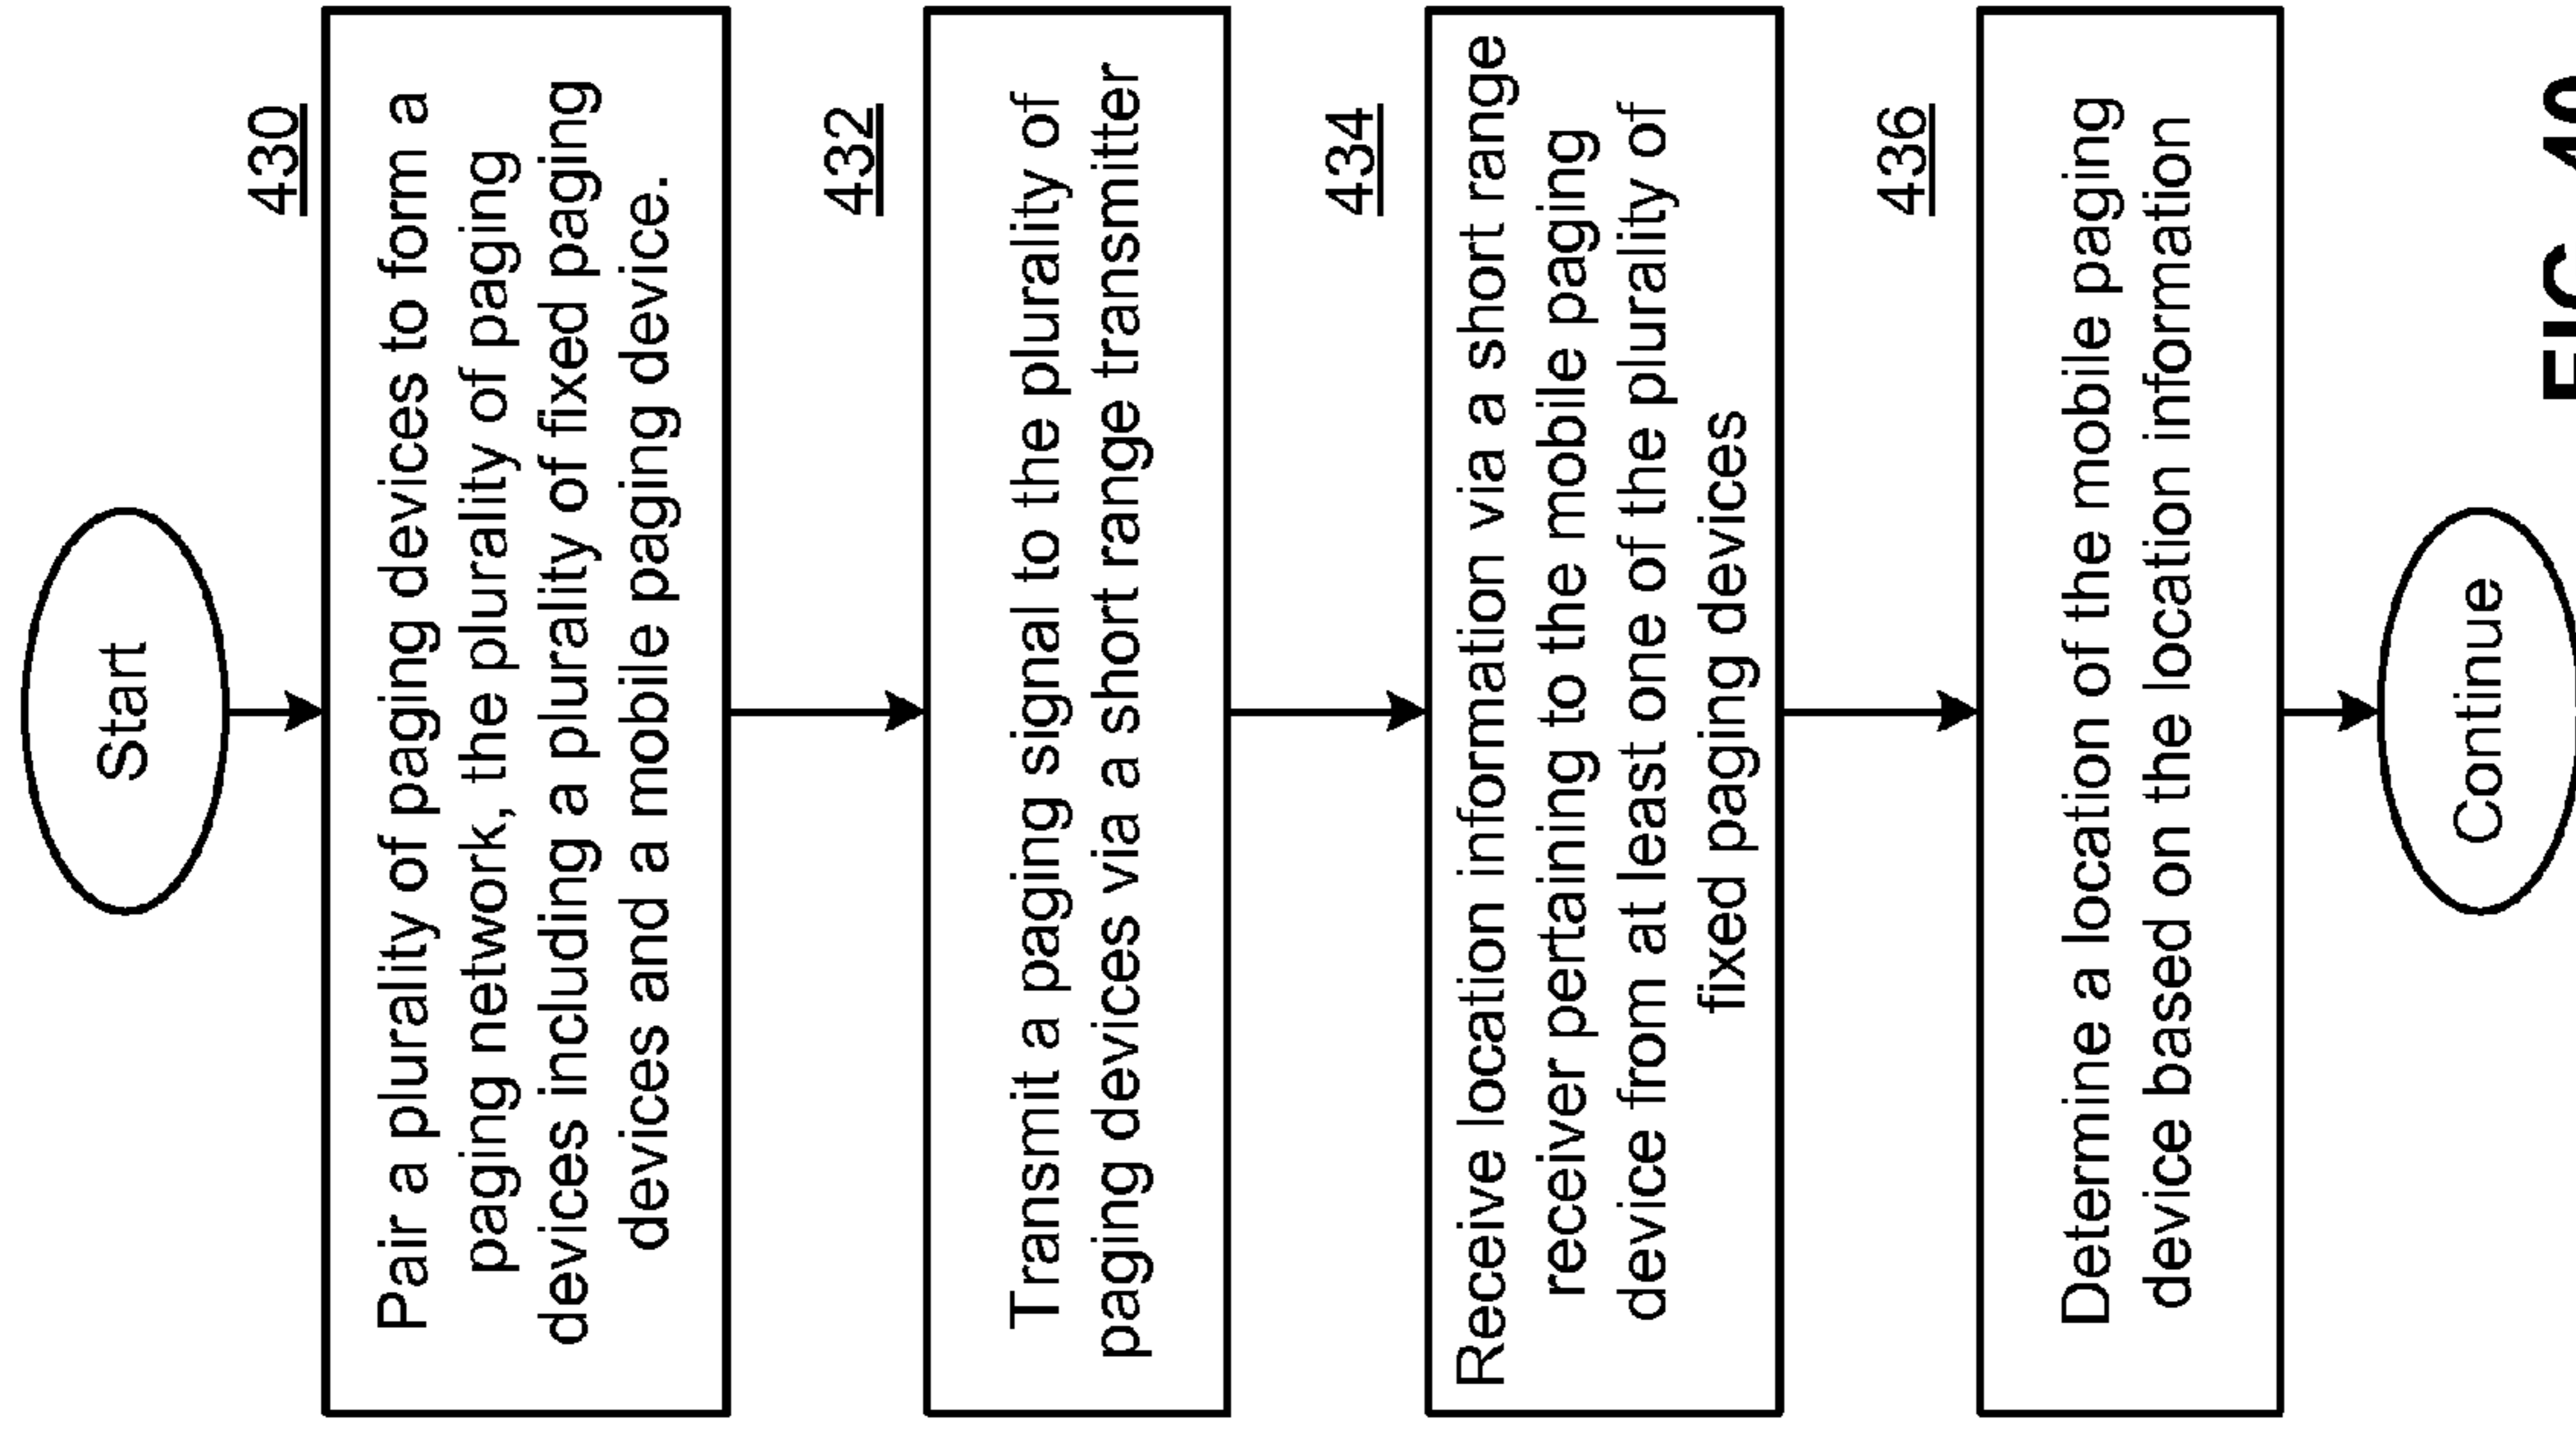 Start
430
Pair a plurality of paging devices to form a
paging network, the plurality of paging
devices including a plurality of fixed paging
devices and a mobile paging device.
432
Transmit a paging signal to the plurality of
paging devices via a short range transmitter
434
Receive location information via a short range
receiver pertaining to the mobile paging
device from at least one of the plurality of
fixed paging devices
436
Determine a location of the mobile paging
device based on the location information
Continue
FIG.